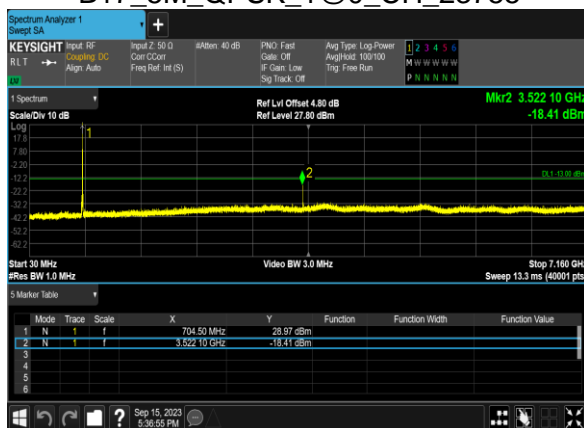 Spectrum Analyzer 1
Swept SA
KEYSIGHT Input: RF Input Z: 50 Ω #Atten: 40 dB PNO: Fast Avg Type: Log-Power 1 2 3 4 5 6
RLT Coupling: DC Corr CCorr Gate: Off Avg|Hold: 100/100 M W W W W W
Align: Auto Freq Ref: Int (S) IF Gain: Low Trig: Free Run
Sig Track: Off P N N N N N
1 Spectrum Ref Lvl Offset 4.80 dB Mkr2 3.522 10 GHz
Scale/Div 10 dB Ref Level 27.80 dBm -18.41 dBm
Log
17.8 1
7.80
-2.20
-12.2 2 DL1 -13.00 dBm
-22.2
-32.2
-42.2
-52.2
-62.2
Start 30 MHz Video BW 3.0 MHz Stop 7.160 GHz
#Res BW 1.0 MHz Sweep 13.3 ms (40001 pts)
5 Marker Table
Mode Trace Scale X Y Function Function Width Function Value
1 N 1 f 704.50 MHz 28.97 dBm
2 N 1 f 3.522 10 GHz -18.41 dBm
3
4
5
6
? Sep 15, 2023
5:36:55 PM